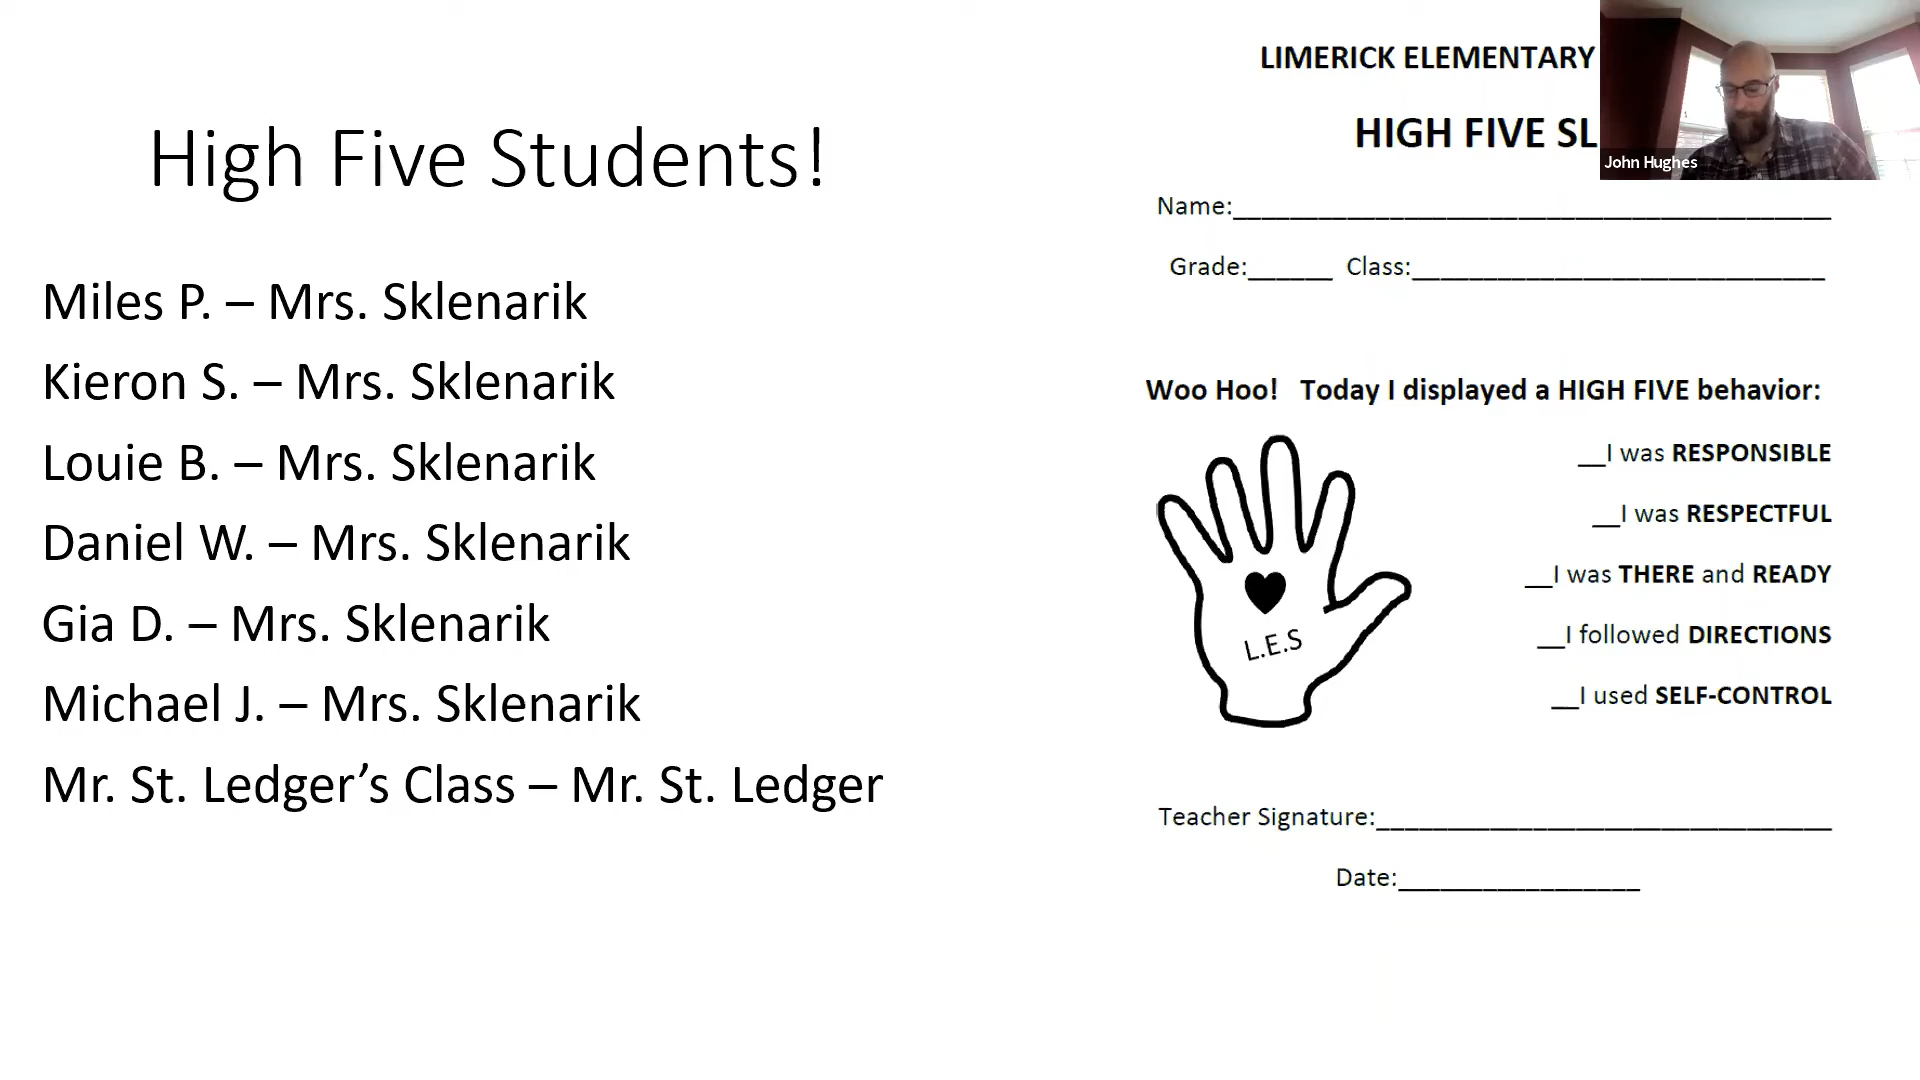 High Five Students!
Miles P. – Mrs. Sklenarik
Kieron S. – Mrs. Sklenarik
Louie B. – Mrs. Sklenarik
Daniel W. – Mrs. Sklenarik
Gia D. – Mrs. Sklenarik
Michael J. – Mrs. Sklenarik
Mr. St. Ledger’s Class – Mr. St. Ledger
LIMERICK ELEMENTARY
HIGH FIVE SL
John Hughes
Name:____________________________________________
Grade:______ Class:______________________________
Woo Hoo! Today I displayed a HIGH FIVE behavior:
__I was RESPONSIBLE
__I was RESPECTFUL
__I was THERE and READY
__I followed DIRECTIONS
__I used SELF-CONTROL
L.E.S
Teacher Signature:_________________________________
Date:_________________